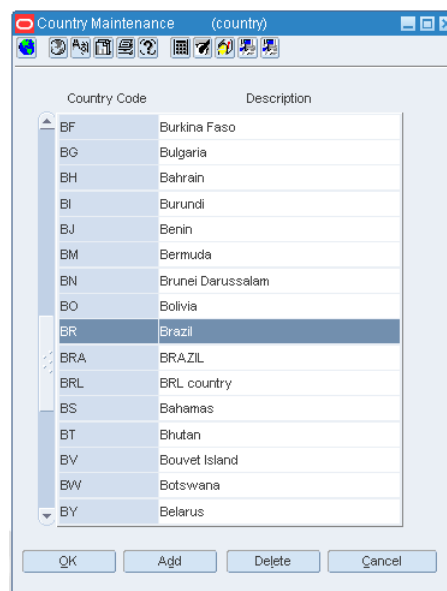 Country Maintenance (country)
Country Code Description
BF Burkina Faso
BG Bulgaria
BH Bahrain
BI Burundi
BJ Benin
BM Bermuda
BN Brunei Darussalam
BO Bolivia
BR Brazil
BRA BRAZIL
BRL BRL country
BS Bahamas
BT Bhutan
BV Bouvet Island
BW Botswana
BY Belarus
OK Add Delete Cancel